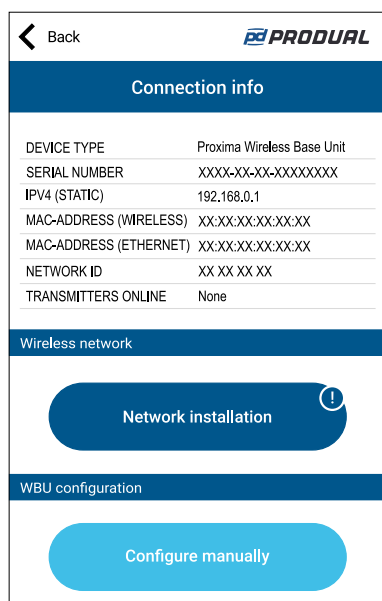 Back
PRODUAL
Connection info
DEVICE TYPE Proxima Wireless Base Unit
SERIAL NUMBER XXXX-XX-XX-XXXXXXXX
IPV4 (STATIC) 192.168.0.1
MAC-ADDRESS (WIRELESS) XX:XX:XX:XX:XX:XX
MAC-ADDRESS (ETHERNET) XX:XX:XX:XX:XX:XX
NETWORK ID XX XX XX XX
TRANSMITTERS ONLINE None
Wireless network
Network installation !
WBU configuration
Configure manually